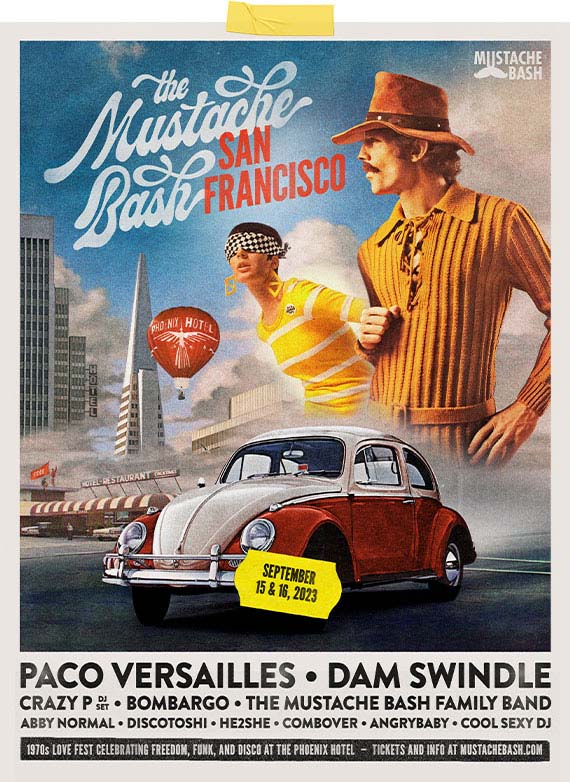 MUSTACHE
BASH
the
Mustache
Bash
SAN
FRANCISCO
PHOENIX HOTEL
HOTEL
HOTEL-RESTAURANT
SEPTEMBER
15 & 16, 2023
PACO VERSAILLES • DAM SWINDLE
CRAZY P DJ SET • BOMBARGO • THE MUSTACHE BASH FAMILY BAND
ABBY NORMAL • DISCOTOSHI • HE2SHE • COMBOVER • ANGRYBABY • COOL SEXY DJ
1970s LOVE FEST CELEBRATING FREEDOM, FUNK, AND DISCO AT THE PHOENIX HOTEL – TICKETS AND INFO AT MUSTACHEBASH.COM